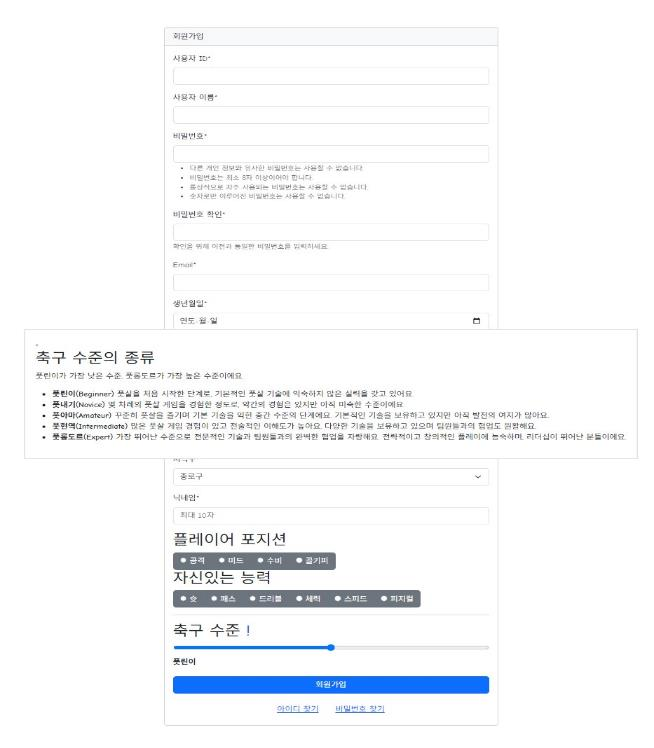 회원가입
사용자 ID*
사용자 이름*
비밀번호*
다른 개인 정보와 유사한 비밀번호는 사용할 수 없습니다.
비밀번호는 최소 8자 이상이어야 합니다.
통상적으로 자주 사용되는 비밀번호는 사용할 수 없습니다.
숫자로만 이루어진 비밀번호는 사용할 수 없습니다.
비밀번호 확인*
확인을 위해 이전과 동일한 비밀번호를 입력하세요.
Email*
생년월일*
연도. 월. 일
축구 수준의 종류
풋린이가 가장 낮은 수준, 풋롱도르가 가장 높은 수준이에요
풋린이(Beginner) 풋살을 처음 시작한 단계로, 기본적인 풋살 기술에 익숙하지 않은 실력을 갖고 있어요
풋내기(Novice) 몇 차례의 풋살 게임을 경험한 정도로, 약간의 경험은 있지만 아직 미숙한 수준이에요
풋아마(Amateur) 꾸준히 풋살을 즐기며 기본 기술을 익힌 중간 수준의 단계에요. 기본적인 기술을 보유하고 있지만 아직 발전의 여지가 많아요.
풋현역(Intermediate) 많은 풋살 게임 경험이 있고 전술적인 이해도가 높아요. 다양한 기술을 보유하고 있으며 팀원들과의 협업도 원활해요.
풋롱도르(Expert) 가장 뛰어난 수준으로 전문적인 기술과 팀원들과의 완벽한 협업을 자랑해요. 전략적이고 창의적인 플레이에 능숙하며, 리더십이 뛰어난 분들이에요.
종로구
닉네임*
최대 10자
플레이어 포지션
공격 미드 수비 골키퍼
자신있는 능력
슛 패스 드리블 체력 스피드 피지컬
축구 수준 !
풋린이
회원가입
아이디 찾기 비밀번호 찾기